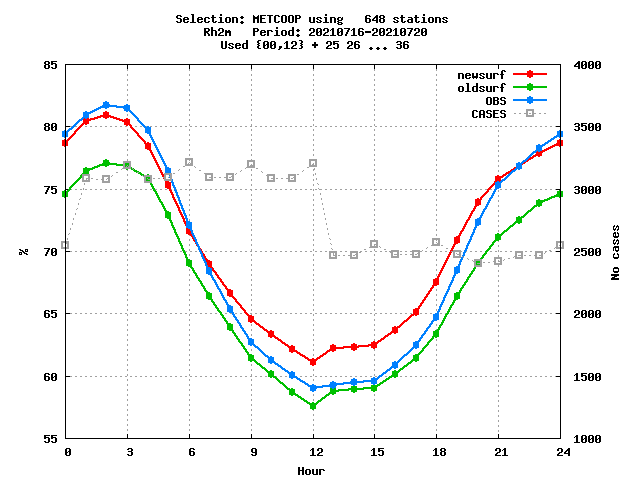 Selection: METCOOP using   648 stations
Rh2m   Period: 20210716-20210720
Used {00,12} + 25 26 ... 36
85 4000
newsurf
oldsurf
OBS
CASES
80 3500
75 3000
% 70 2500 No cases
65 2000
60 1500
55 1000
0 3 6 9 12 15 18 21 24
Hour